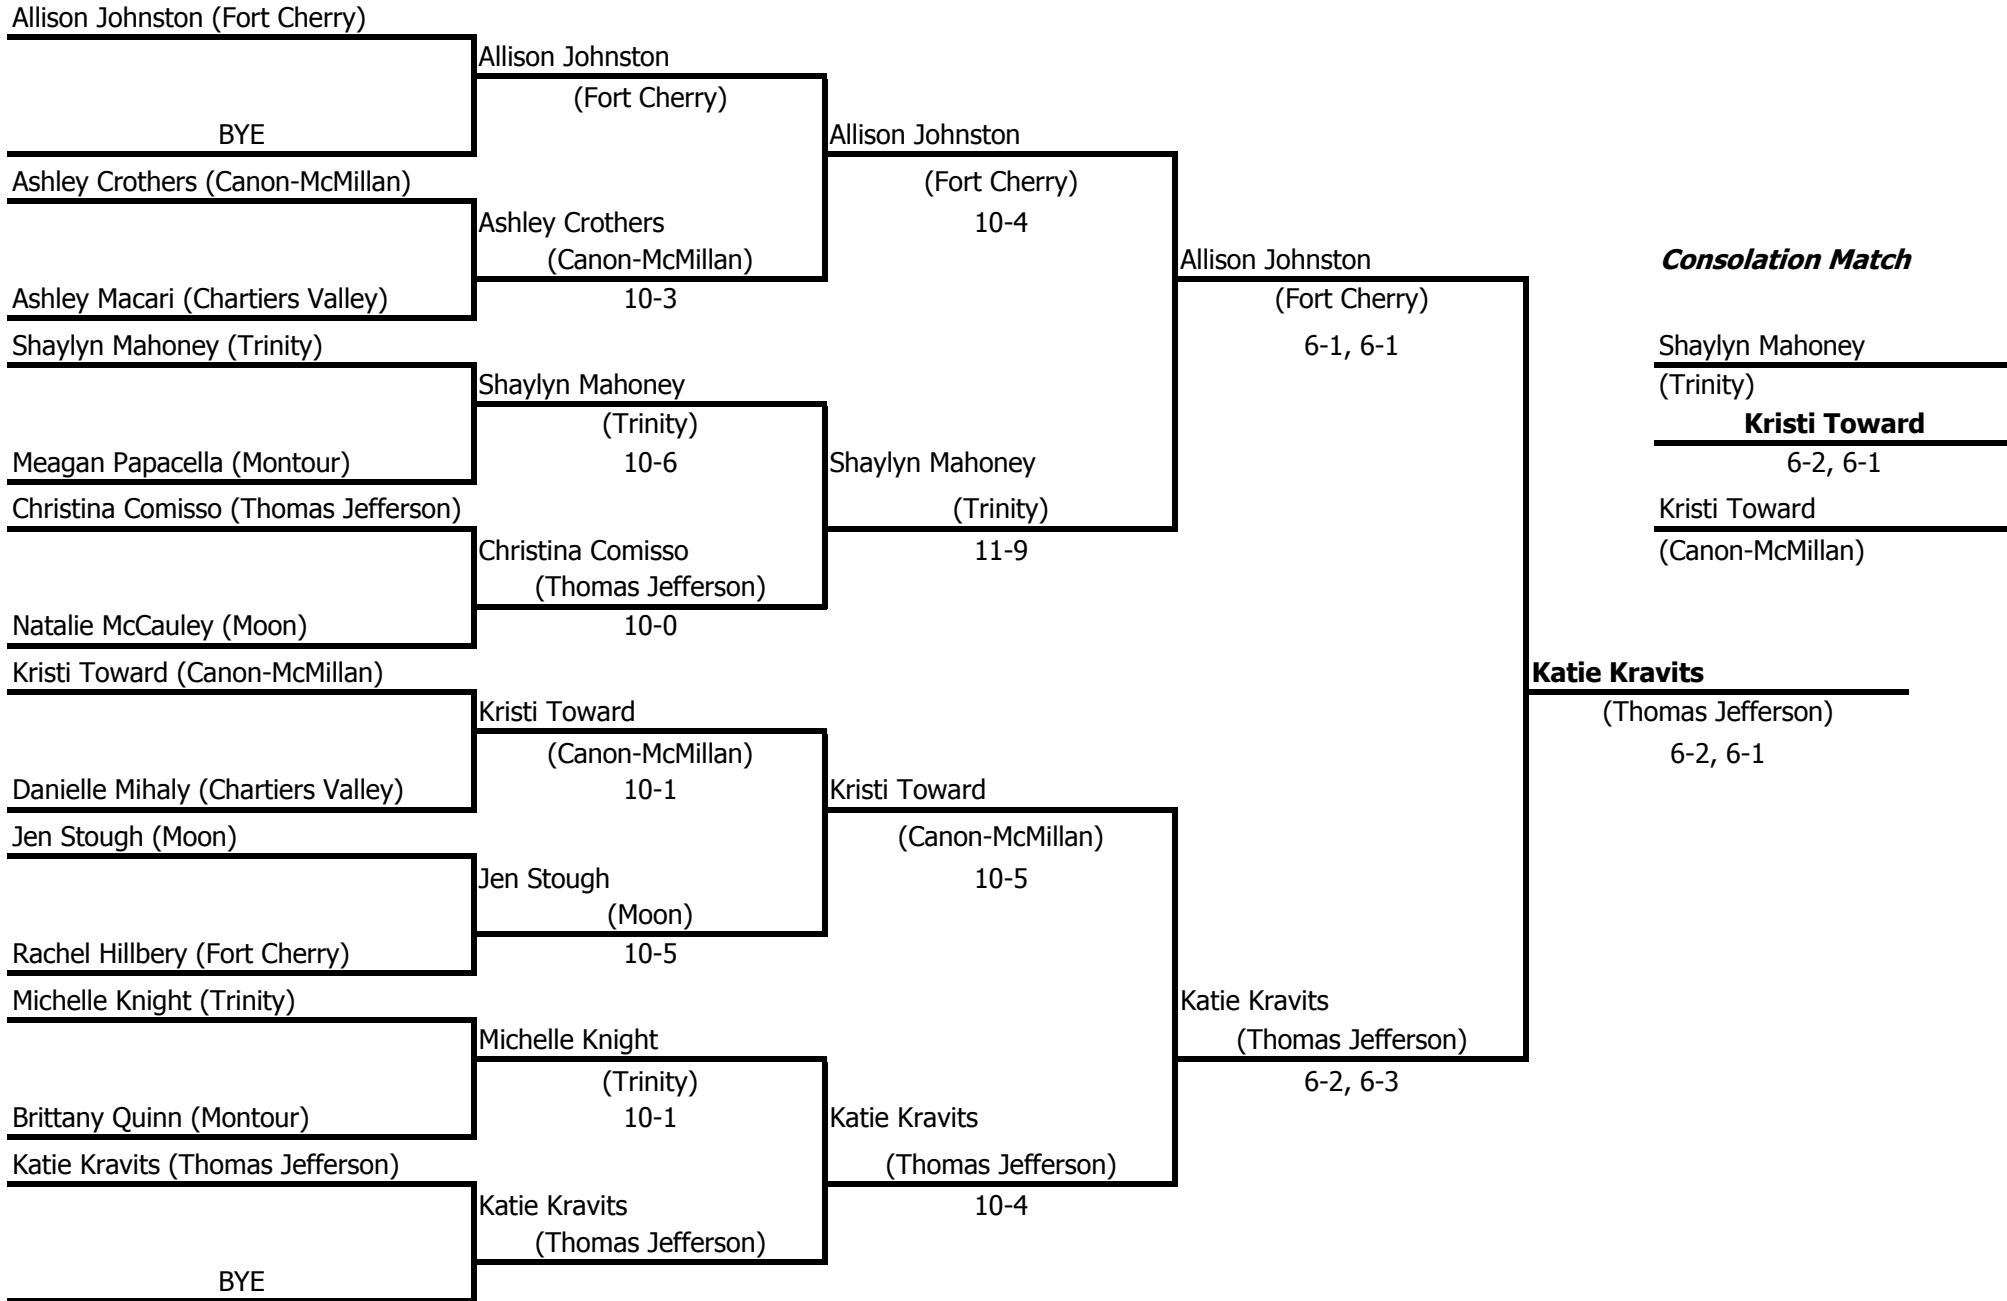 Allison Johnston (Fort Cherry)
BYE
Ashley Crothers (Canon-McMillan)
Ashley Macari (Chartiers Valley)
Shaylyn Mahoney (Trinity)
Meagan Papacella (Montour)
Christina Comisso (Thomas Jefferson)
Natalie McCauley (Moon)
Kristi Toward (Canon-McMillan)
Danielle Mihaly (Chartiers Valley)
Jen Stough (Moon)
Rachel Hillbery (Fort Cherry)
Michelle Knight (Trinity)
Brittany Quinn (Montour)
Katie Kravits (Thomas Jefferson)
BYE
Allison Johnston
(Fort Cherry)
Ashley Crothers
(Canon-McMillan)
10-3
Shaylyn Mahoney
(Trinity)
10-6
Christina Comisso
(Thomas Jefferson)
10-0
Kristi Toward
(Canon-McMillan)
10-1
Jen Stough
(Moon)
10-5
Michelle Knight
(Trinity)
10-1
Katie Kravits
(Thomas Jefferson)
Allison Johnston
(Fort Cherry)
10-4
Shaylyn Mahoney
(Trinity)
11-9
Kristi Toward
(Canon-McMillan)
10-5
Katie Kravits
(Thomas Jefferson)
10-4
Allison Johnston
(Fort Cherry)
6-1, 6-1
Katie Kravits
(Thomas Jefferson)
6-2, 6-3
Katie Kravits
(Thomas Jefferson)
6-2, 6-1
Consolation Match
Shaylyn Mahoney
(Trinity)
Kristi Toward
6-2, 6-1
Kristi Toward
(Canon-McMillan)